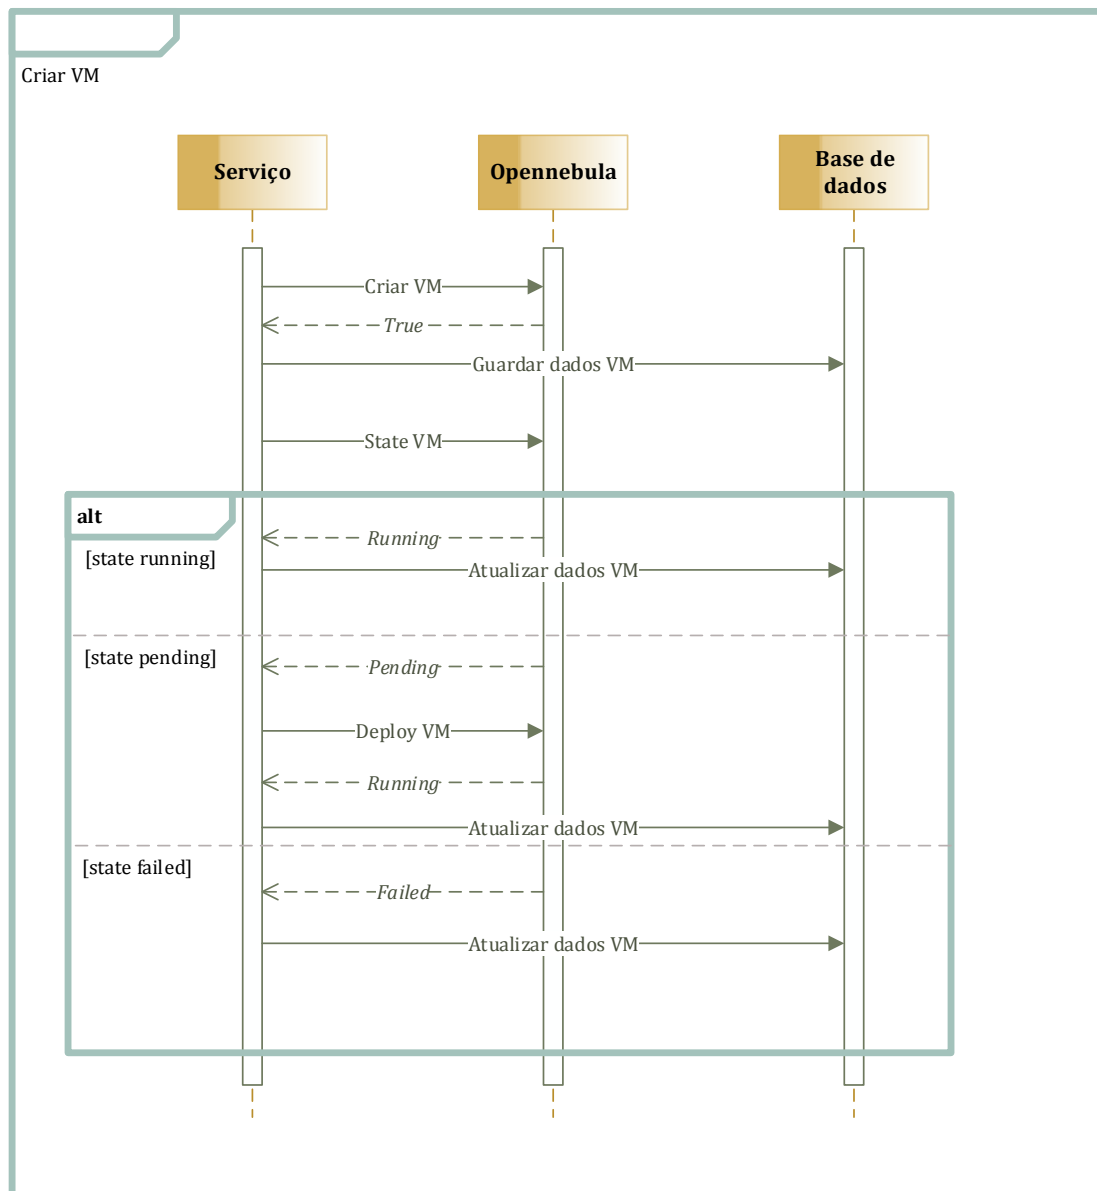 Criar VM
Serviço
Opennebula
Base de
dados
Criar VM
True
Guardar dados VM
State VM
alt
Running
[state running]
Atualizar dados VM
[state pending]
Pending
Deploy VM
Running
Atualizar dados VM
[state failed]
Failed
Atualizar dados VM